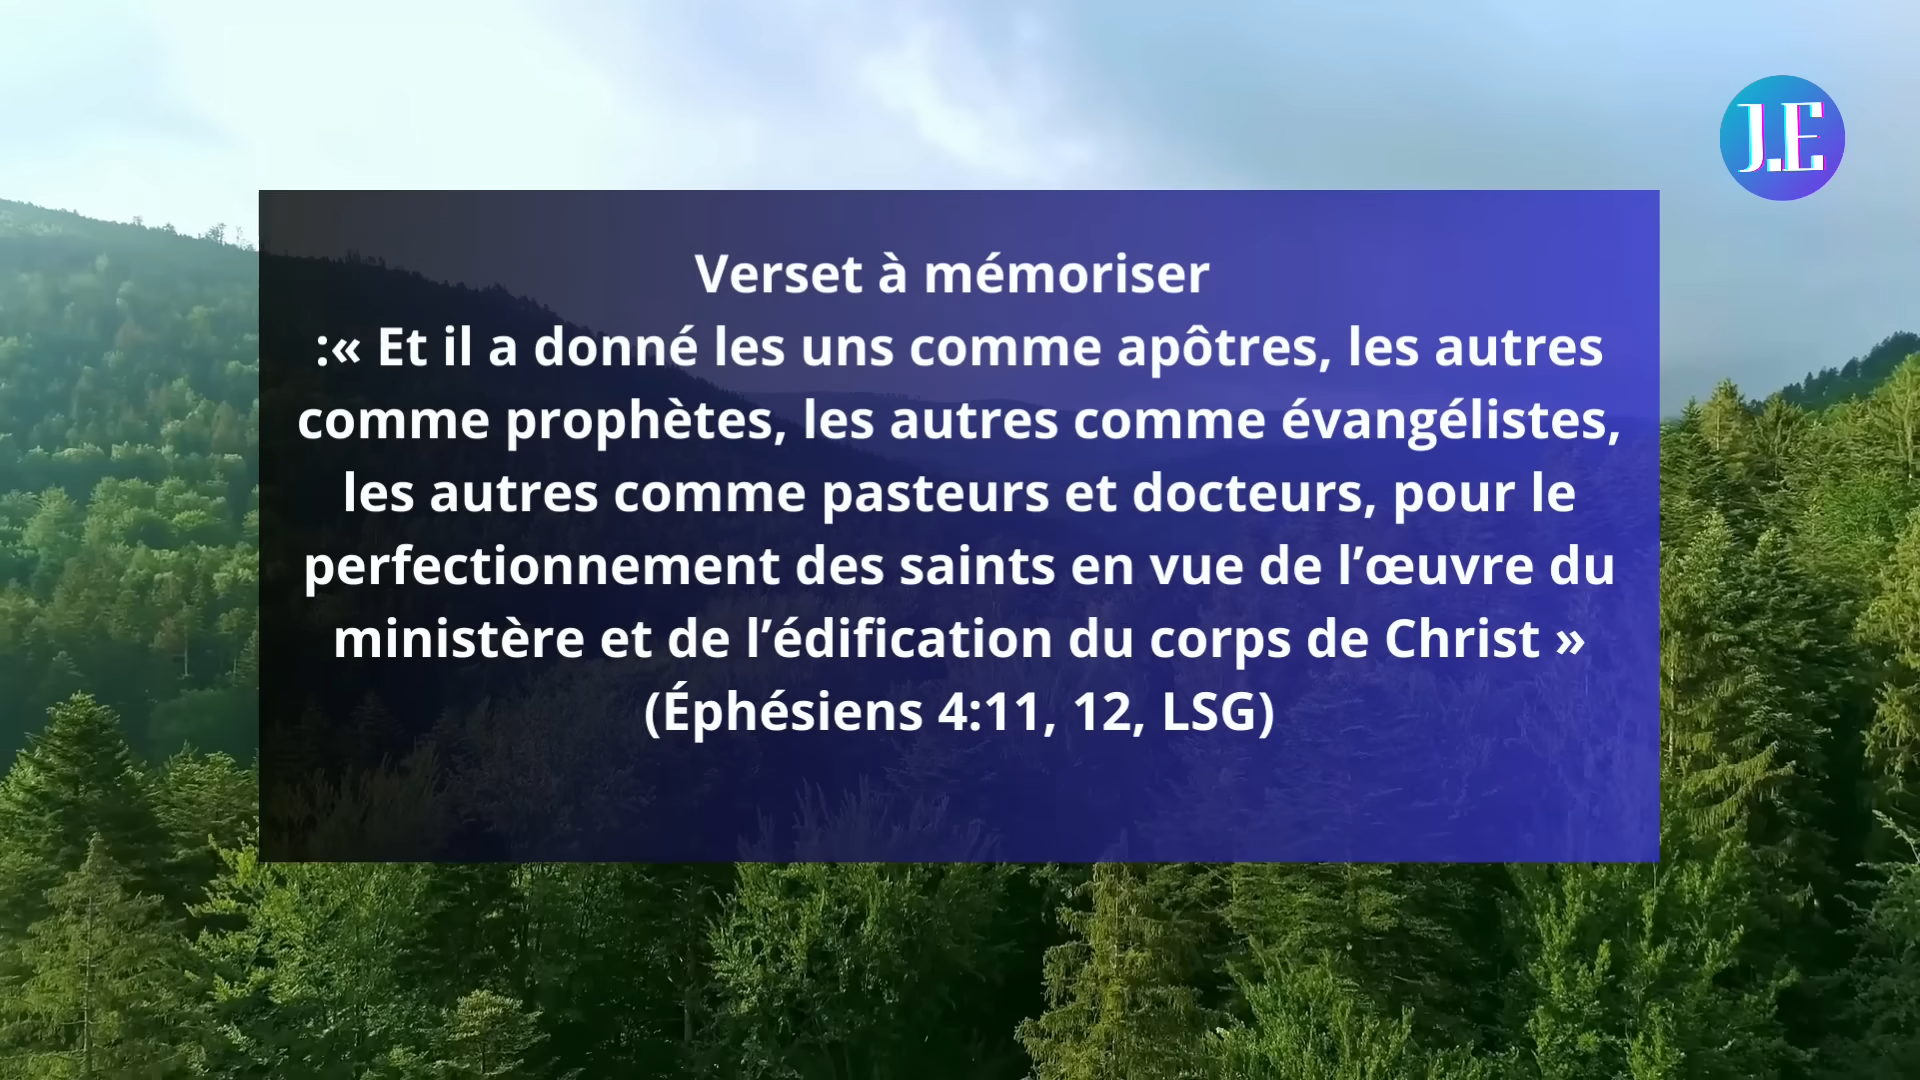 J.E
Verset à mémoriser
:« Et il a donné les uns comme apôtres, les autres
comme prophètes, les autres comme évangélistes,
les autres comme pasteurs et docteurs, pour le
perfectionnement des saints en vue de l’œuvre du
ministère et de l’édification du corps de Christ »
(Éphésiens 4:11, 12, LSG)